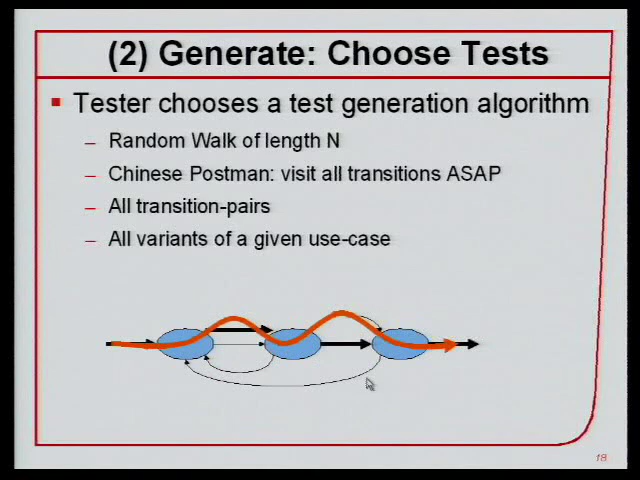 (2) Generate: Choose Tests
Tester chooses a test generation algorithm
– Random Walk of length N
– Chinese Postman: visit all transitions ASAP
– All transition-pairs
– All variants of a given use-case
18